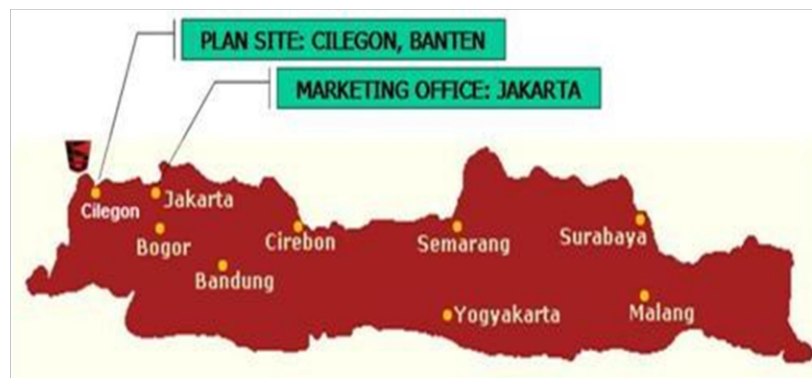 PLAN SITE: CILEGON, BANTEN
MARKETING OFFICE: JAKARTA
Cilegon
Jakarta
Bogor
Bandung
Cirebon
Semarang
Surabaya
Yogyakarta
Malang